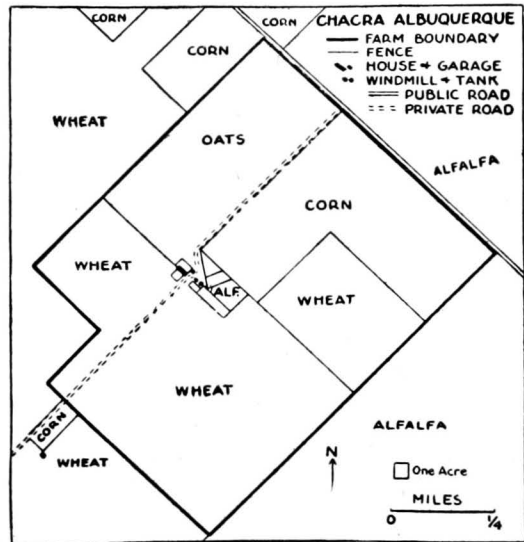 CORN
CORN
CORN
CHACRA ALBUQUERQUE
FARM BOUNDARY
FENCE
HOUSE + GARAGE
WINDMILL + TANK
PUBLIC ROAD
PRIVATE ROAD
WHEAT
OATS
ALFALFA
CORN
WHEAT
ALF.
WHEAT
WHEAT
CORN
WHEAT
ALFALFA
N
One Acre
MILES
0 1/4